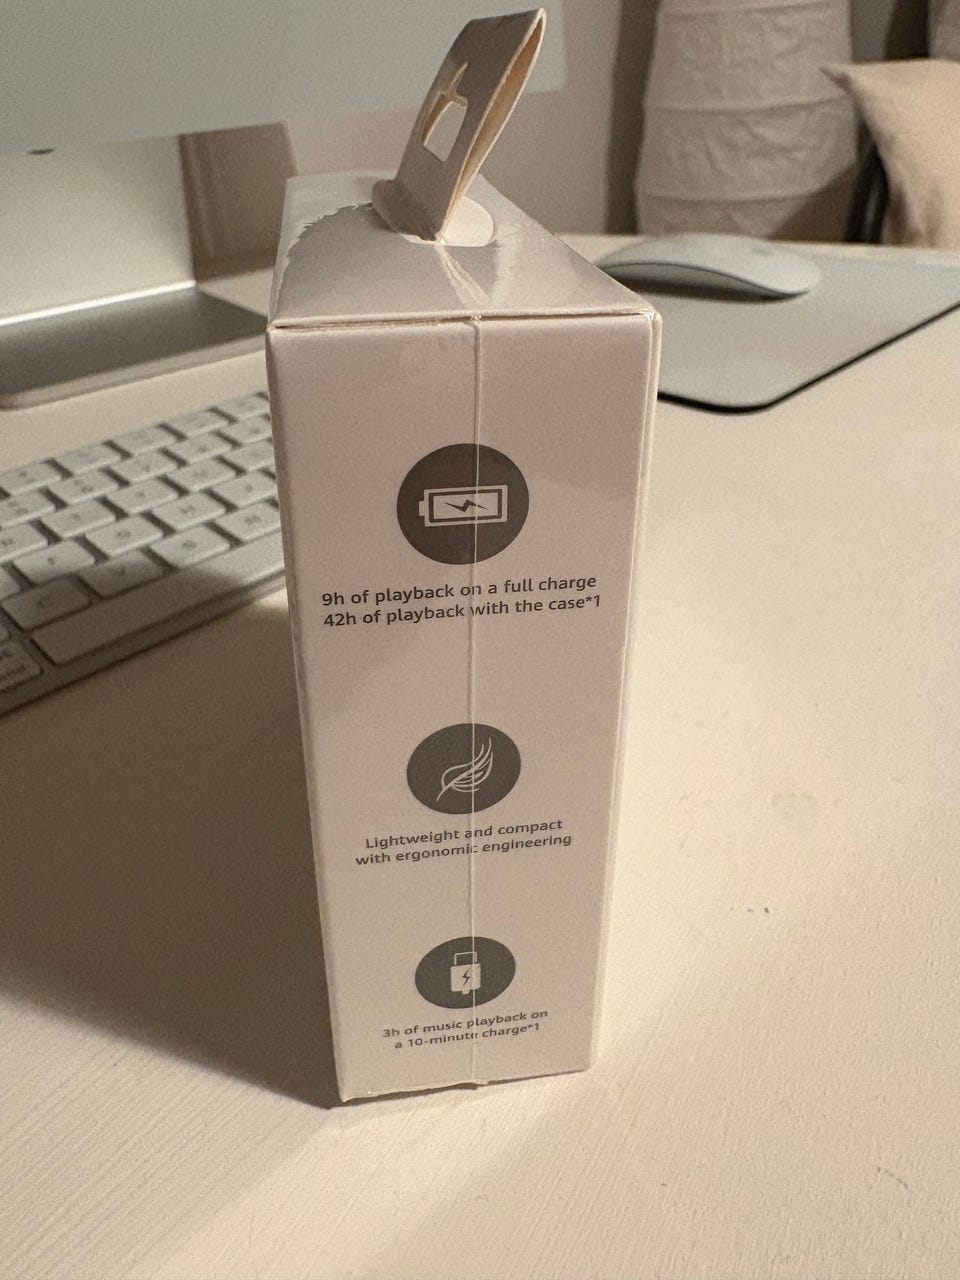 9h of playback on a full charge
42h of playback with the case*1
Lightweight and compact
with ergonomic engineering
3h of music playback on
a 10-minute charge*1